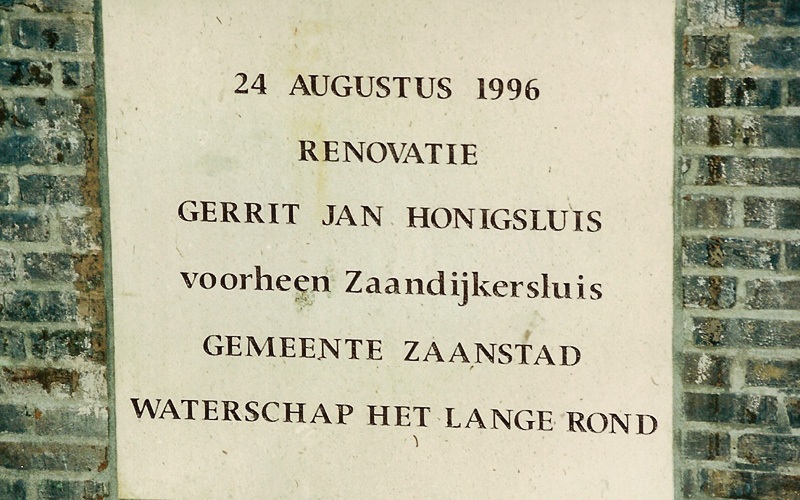 24 AUGUSTUS 1996
RENOVATIE
GERRIT JAN HONIGSLUIS
voorheen Zaandijkersluis
GEMEENTE ZAANSTAD
WATERSCHAP HET LANGE ROND